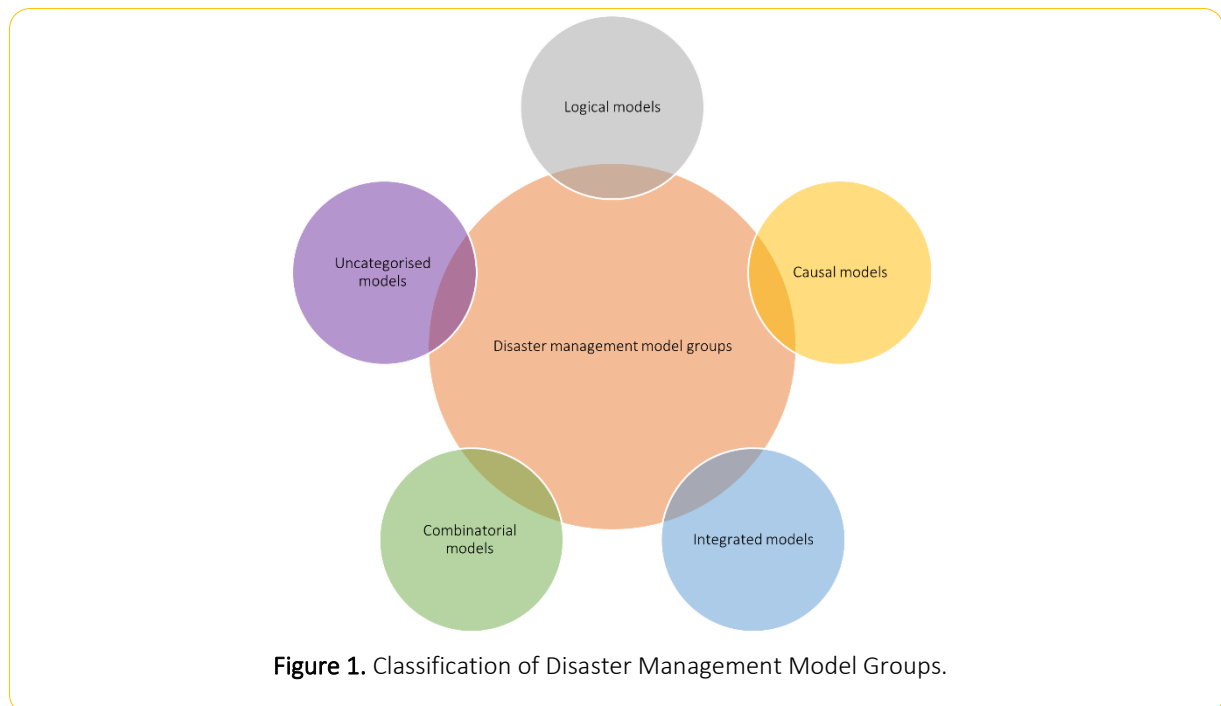 Logical models
Uncategorised
models
Causal models
Disaster management model groups
Combinatorial
models
Integrated models
Figure 1. Classification of Disaster Management Model Groups.